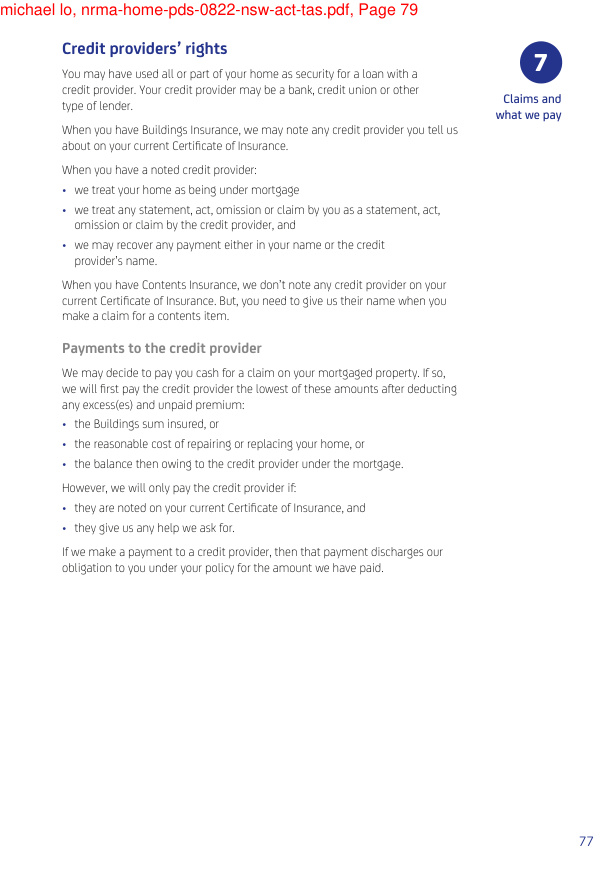 michael lo, nrma-home-pds-0822-nsw-act-tas.pdf, Page 79
Credit providers’ rights
You may have used all or part of your home as security for a loan with a
credit provider. Your credit provider may be a bank, credit union or other
type of lender.
When you have Buildings Insurance, we may note any credit provider you tell us
about on your current Certificate of Insurance.
When you have a noted credit provider:
• we treat your home as being under mortgage
• we treat any statement, act, omission or claim by you as a statement, act,
omission or claim by the credit provider, and
• we may recover any payment either in your name or the credit
provider’s name.
When you have Contents Insurance, we don’t note any credit provider on your
current Certificate of Insurance. But, you need to give us their name when you
make a claim for a contents item.
Payments to the credit provider
We may decide to pay you cash for a claim on your mortgaged property. If so,
we will first pay the credit provider the lowest of these amounts after deducting
any excess(es) and unpaid premium:
• the Buildings sum insured, or
• the reasonable cost of repairing or replacing your home, or
• the balance then owing to the credit provider under the mortgage.
However, we will only pay the credit provider if:
• they are noted on your current Certificate of Insurance, and
• they give us any help we ask for.
If we make a payment to a credit provider, then that payment discharges our
obligation to you under your policy for the amount we have paid.
7
Claims and
what we pay
77